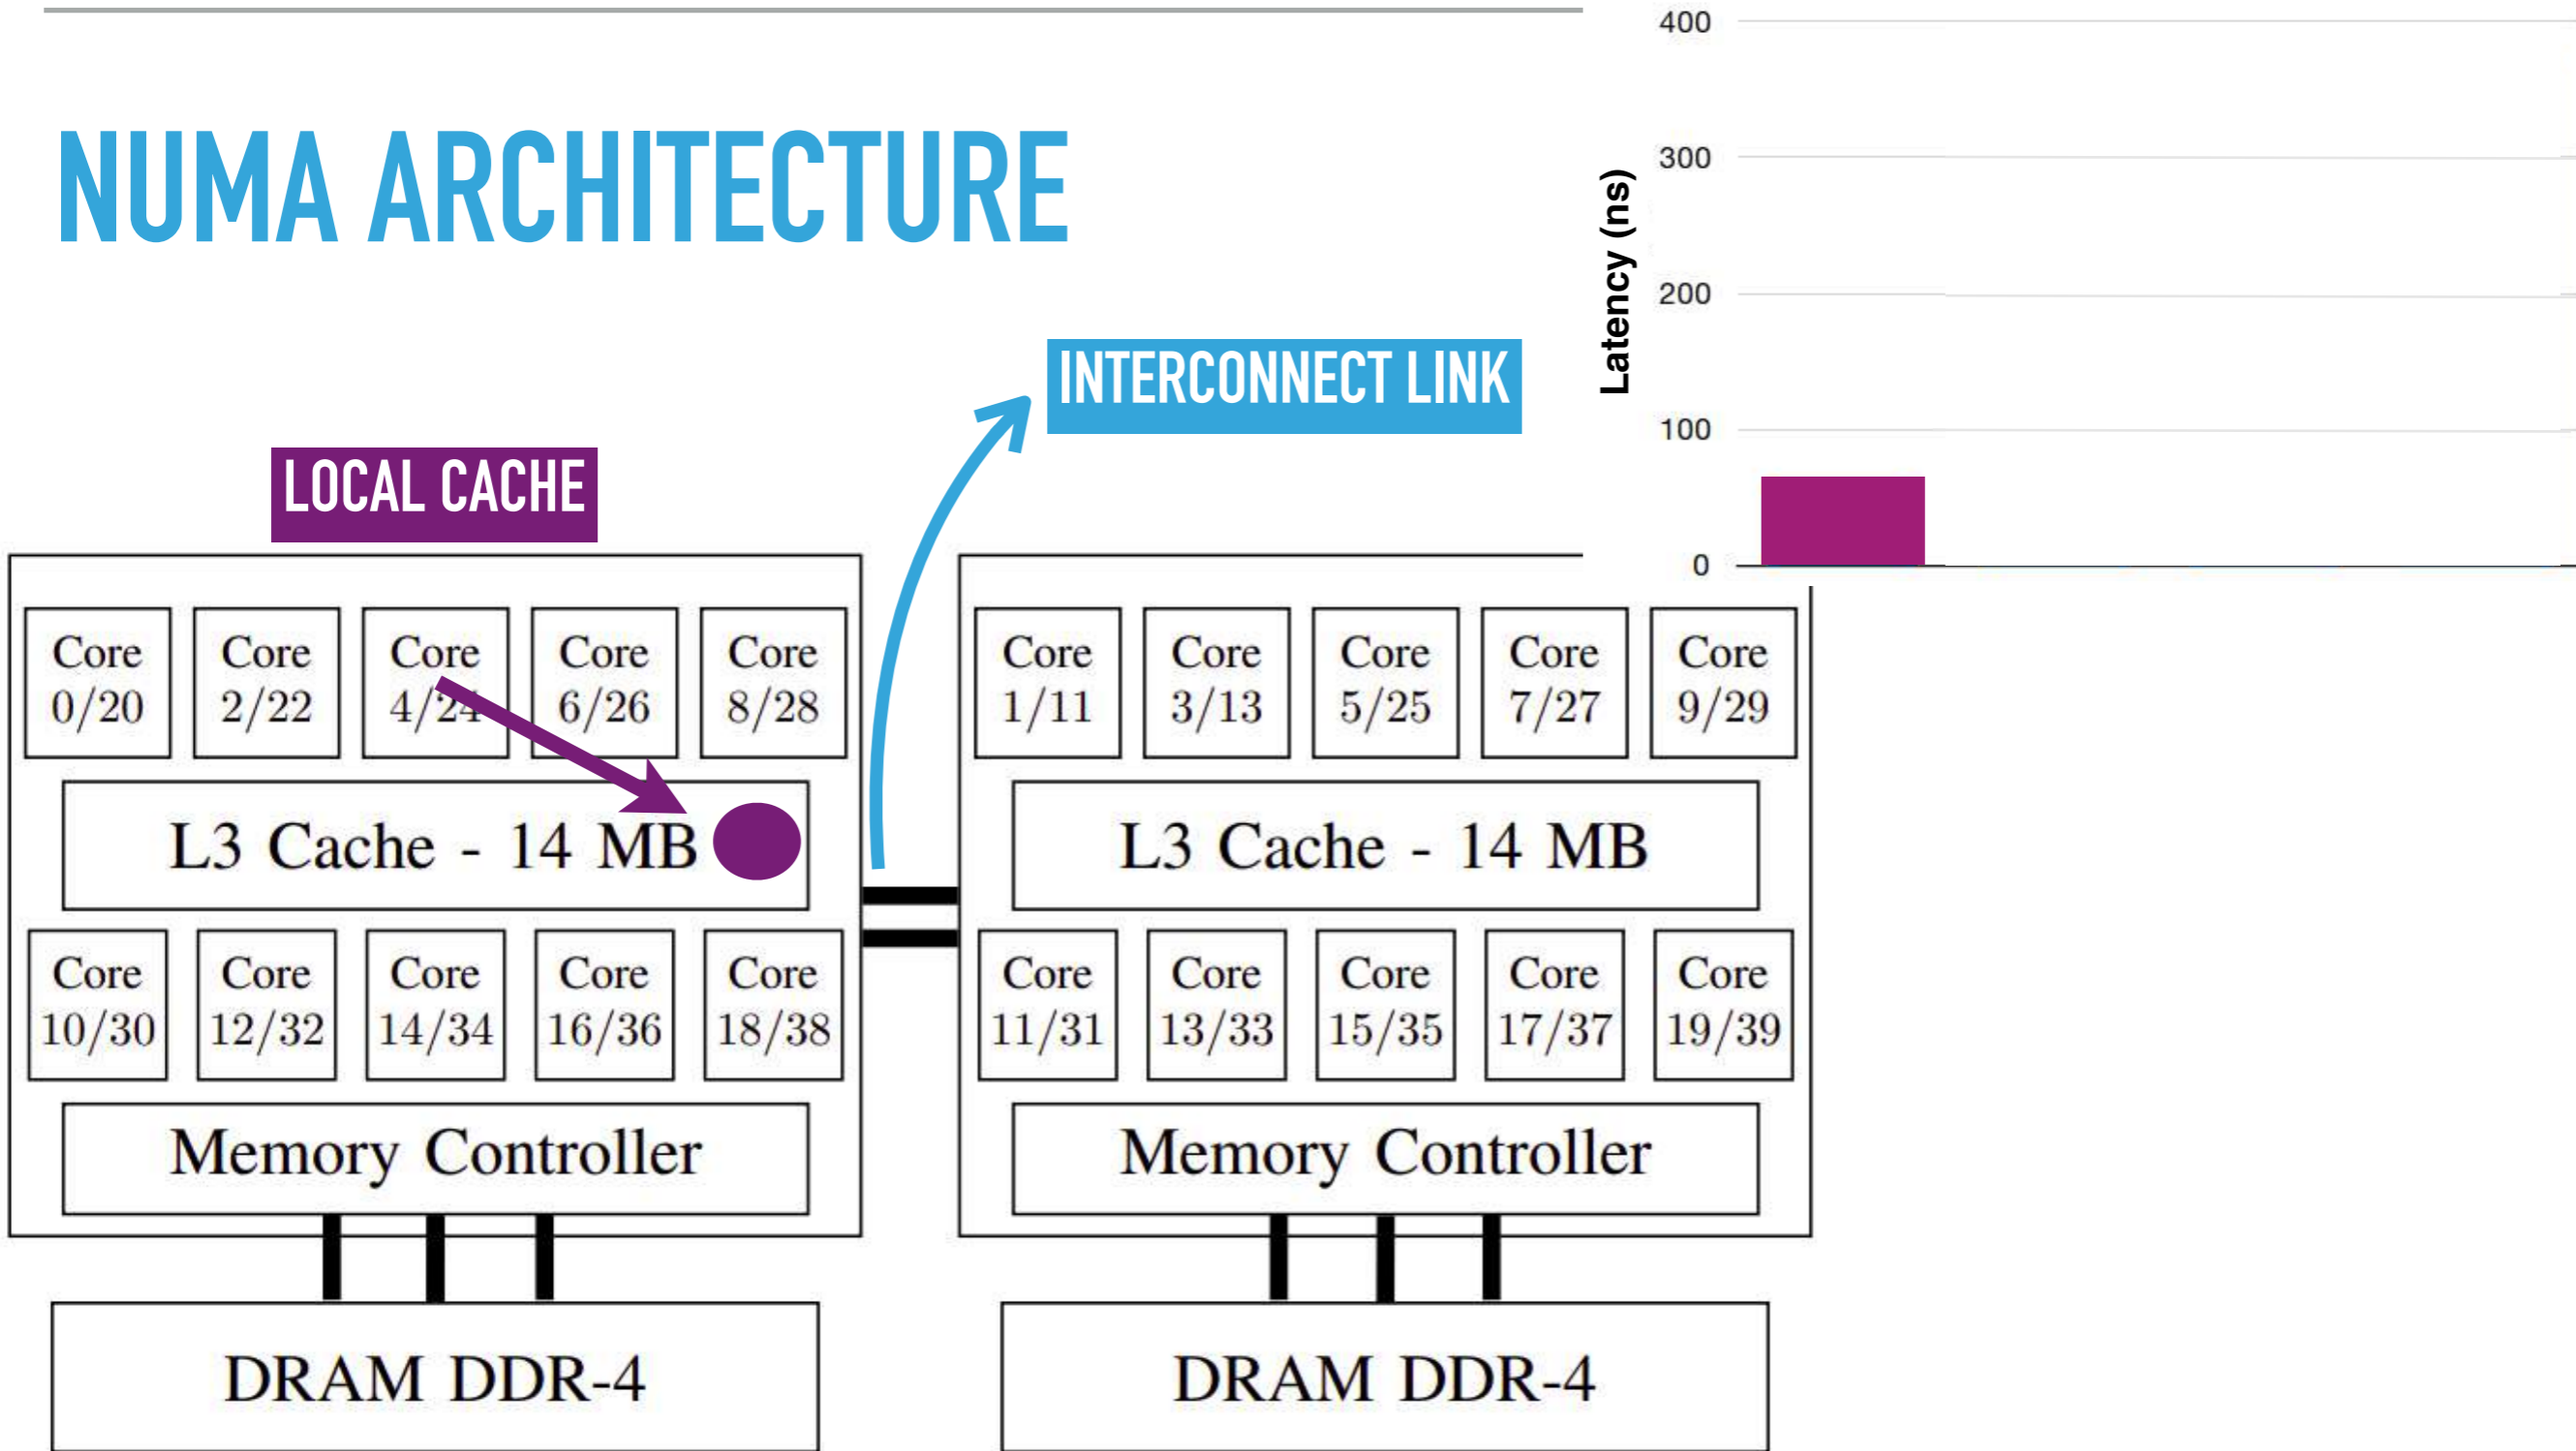 NUMA ARCHITECTURE
400
300
200
100
0
Latency (ns)
INTERCONNECT LINK
LOCAL CACHE
Core
0/20
Core
2/22
Core
4/24
Core
6/26
Core
8/28
L3 Cache - 14 MB
Core
10/30
Core
12/32
Core
14/34
Core
16/36
Core
18/38
Memory Controller
DRAM DDR-4
Core
1/11
Core
3/13
Core
5/25
Core
7/27
Core
9/29
L3 Cache - 14 MB
Core
11/31
Core
13/33
Core
15/35
Core
17/37
Core
19/39
Memory Controller
DRAM DDR-4